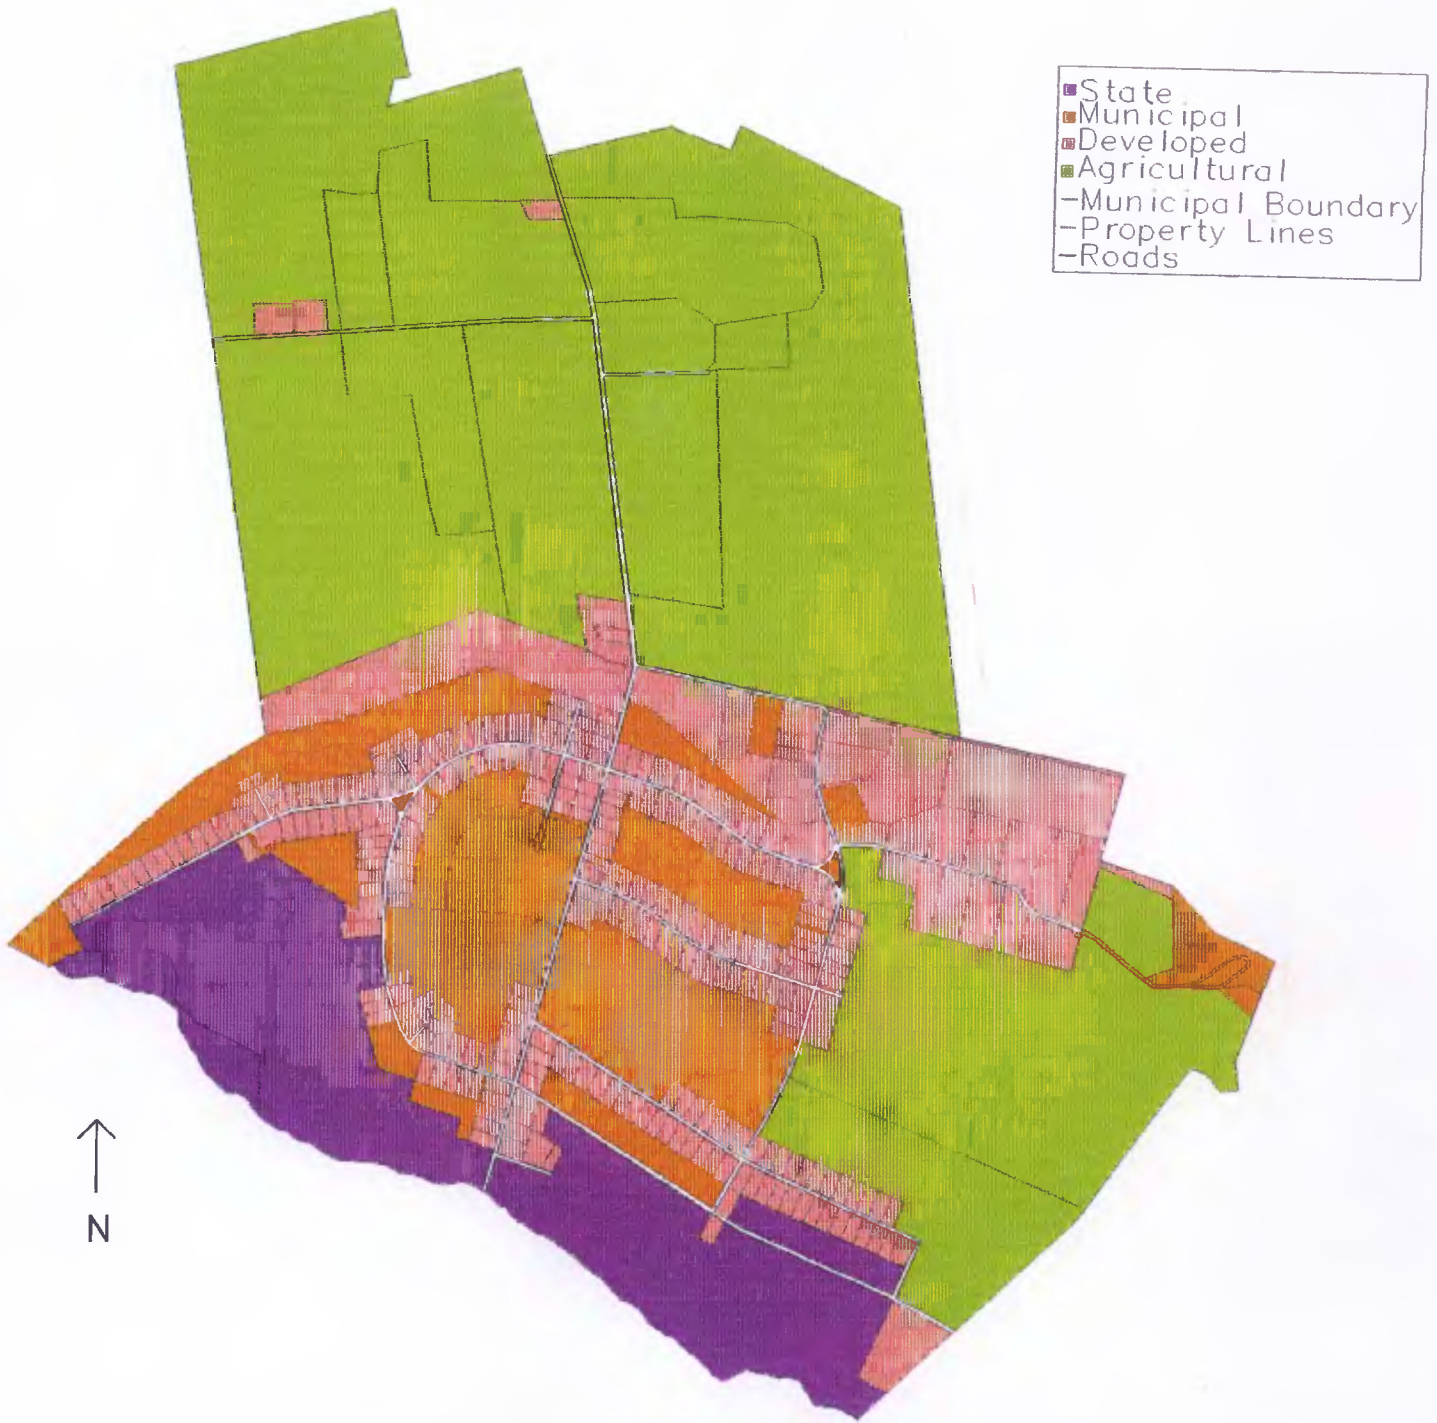 State
Municipal
Developed
Agricultural
-Municipal Boundary
-Property Lines
-Roads
N